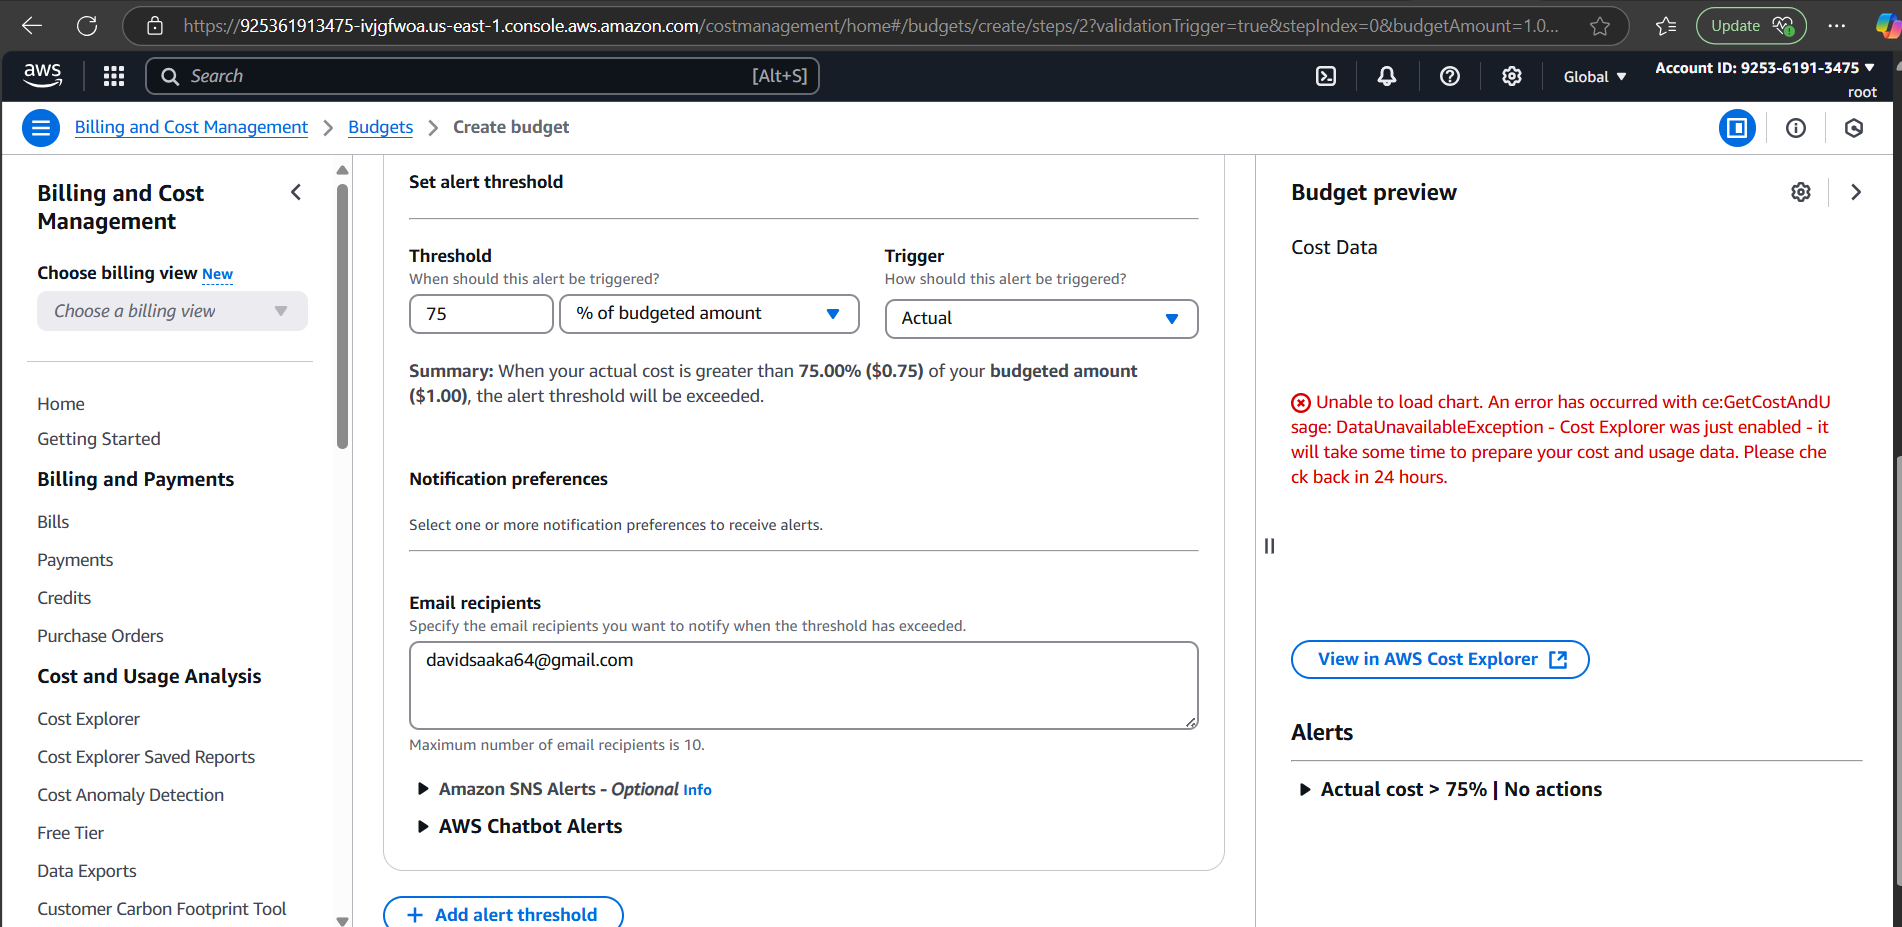 https://925361913475-ivjgfwoa.us-east-1.console.aws.amazon.com/costmanagement/home#/budgets/create/steps/2?validationTrigger=true&stepIndex=0&budgetAmount=1.0...
Update
aws
Search
[Alt+S]
Global
Account ID: 9253-6191-3475
root
Billing and Cost Management
Budgets
Create budget
Billing and Cost
Management
Choose billing view New
Choose a billing view
Home
Getting Started
Billing and Payments
Bills
Payments
Credits
Purchase Orders
Cost and Usage Analysis
Cost Explorer
Cost Explorer Saved Reports
Cost Anomaly Detection
Free Tier
Data Exports
Customer Carbon Footprint Tool
Set alert threshold
Threshold
When should this alert be triggered?
75
% of budgeted amount
Trigger
How should this alert be triggered?
Actual
Summary: When your actual cost is greater than 75.00% ($0.75) of your budgeted amount
($1.00), the alert threshold will be exceeded.
Notification preferences
Select one or more notification preferences to receive alerts.
Email recipients
Specify the email recipients you want to notify when the threshold has exceeded.
davidsaaka64@gmail.com
Maximum number of email recipients is 10.
Amazon SNS Alerts - Optional Info
AWS Chatbot Alerts
Add alert threshold
Budget preview
Cost Data
Unable to load chart. An error has occurred with ce:GetCostAndU
sage: DataUnavailableException - Cost Explorer was just enabled - it
will take some time to prepare your cost and usage data. Please che
ck back in 24 hours.
View in AWS Cost Explorer
Alerts
Actual cost > 75% | No actions